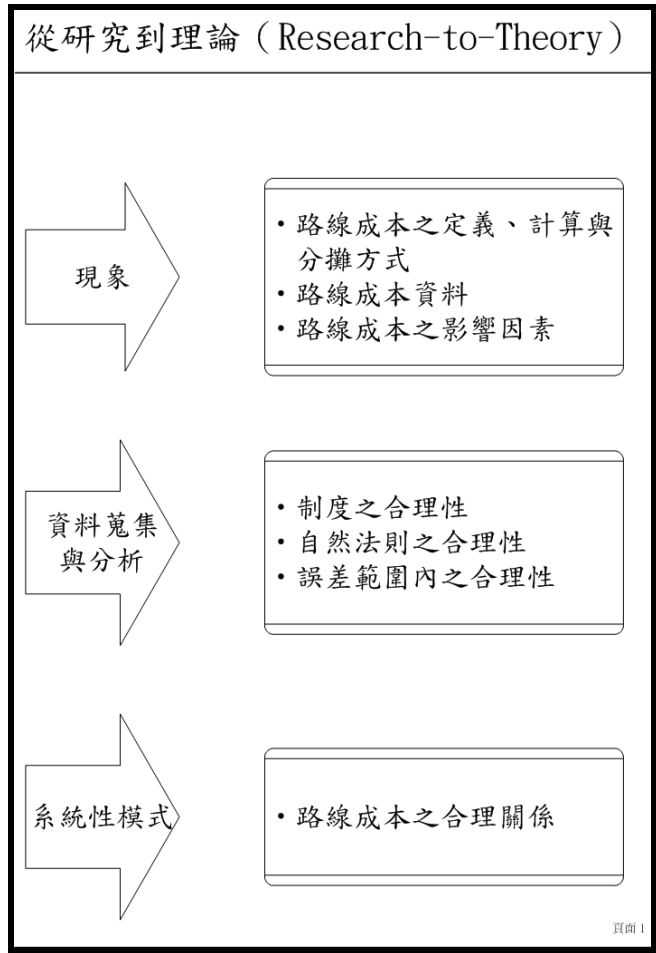 從研究到理論（Research-to-Theory）
現象
・路線成本之定義、計算與
分攤方式
・路線成本資料
・路線成本之影響因素
資料蒐集
與分析
・制度之合理性
・自然法則之合理性
・誤差範圍內之合理性
系統性模式
・路線成本之合理關係
頁面 1